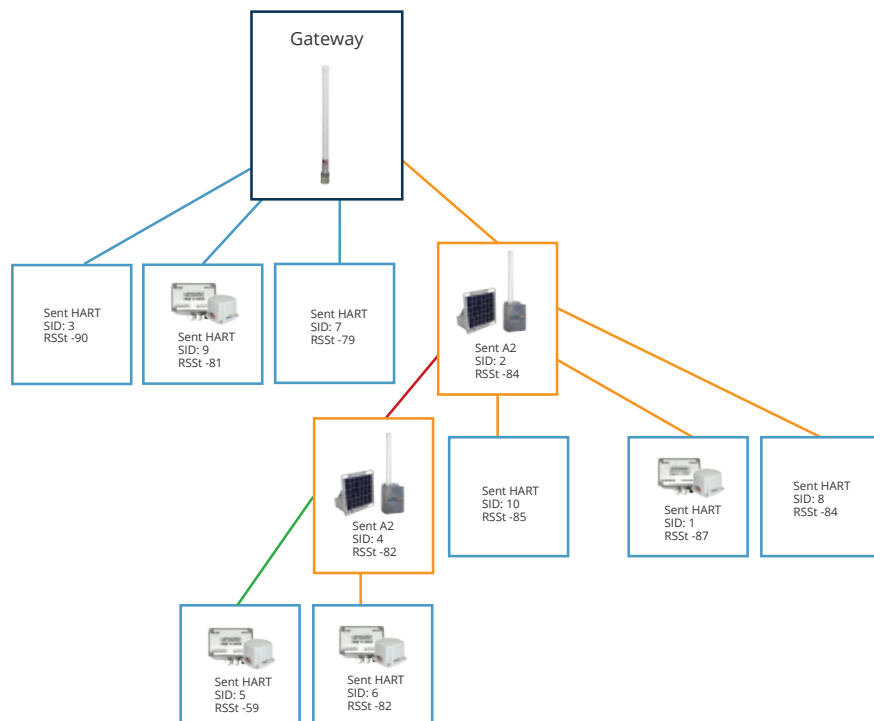 Gateway
Sent HART
SID: 3
RSSt -90
Sent HART
SID: 9
RSSt -81
Sent HART
SID: 7
RSSt -79
Sent A2
SID: 2
RSSt -84
Sent A2
SID: 4
RSSt -82
Sent HART
SID: 10
RSSt -85
Sent HART
SID: 1
RSSt -87
Sent HART
SID: 8
RSSt -84
Sent HART
SID: 5
RSSt -59
Sent HART
SID: 6
RSSt -82